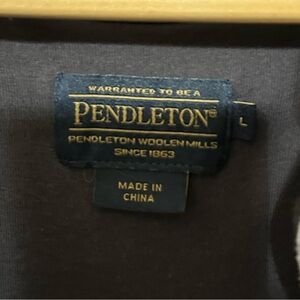 WARRANTED TO BE A
PENDLETON®
L
PENDLETON WOOLEN MILLS
SINCE 1863
MADE IN
CHINA